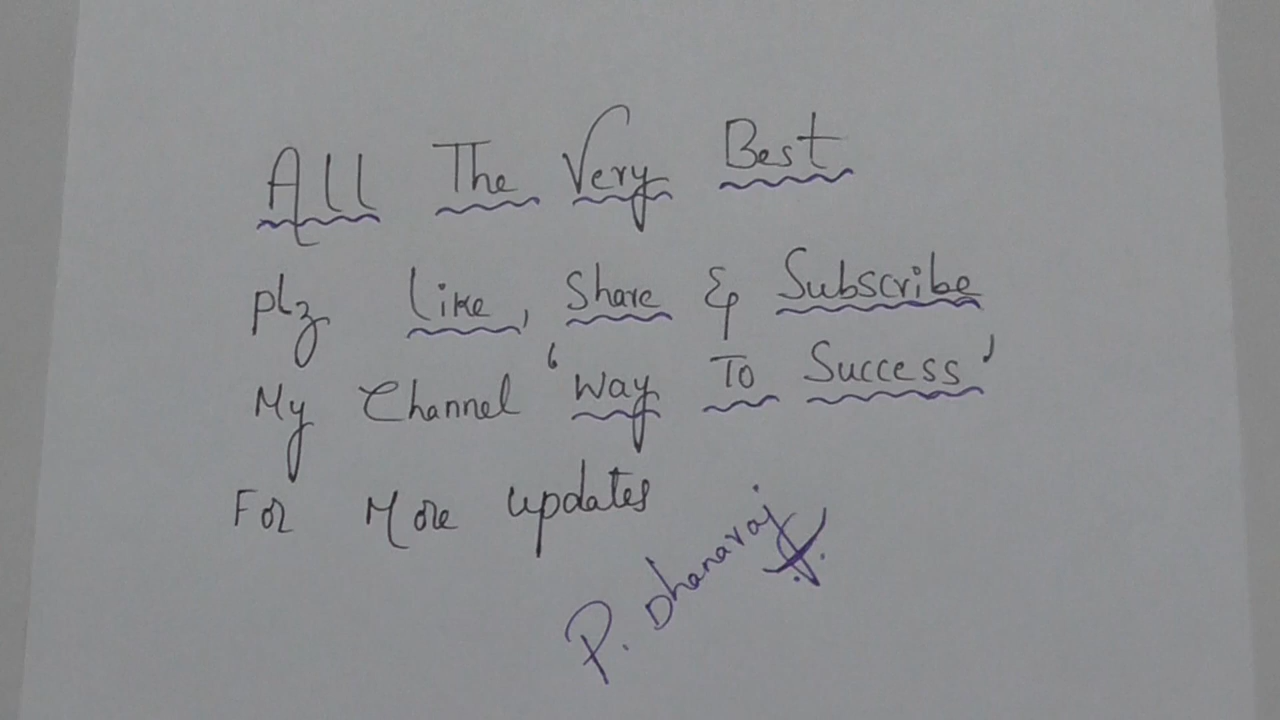 All The Very Best
plz Like, Share & Subscribe
My Channel 'Way To Success'
For More updates
P. Dhanaraj